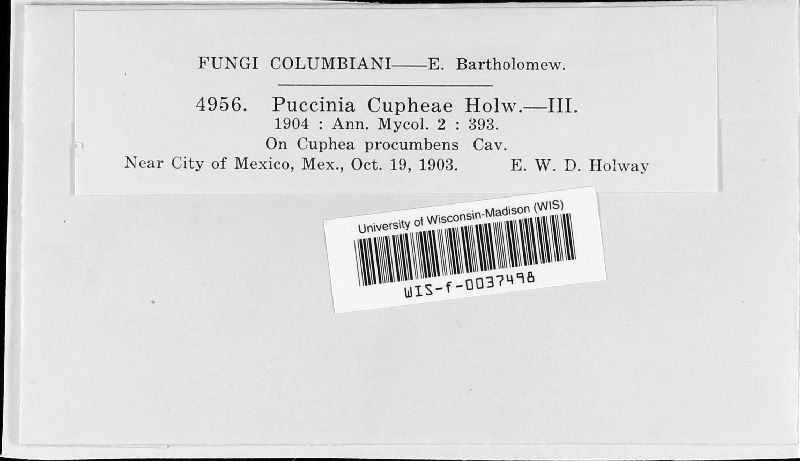 FUNGI COLUMBIANI——E. Bartholomew.
4956. Puccinia Cupheae Holw.—III.
1904 : Ann. Mycol. 2 : 393.
On Cuphea procumbens Cav.
Near City of Mexico, Mex., Oct. 19, 1903. E. W. D. Holway
University of Wisconsin-Madison (WIS)
WIS-f-0037498